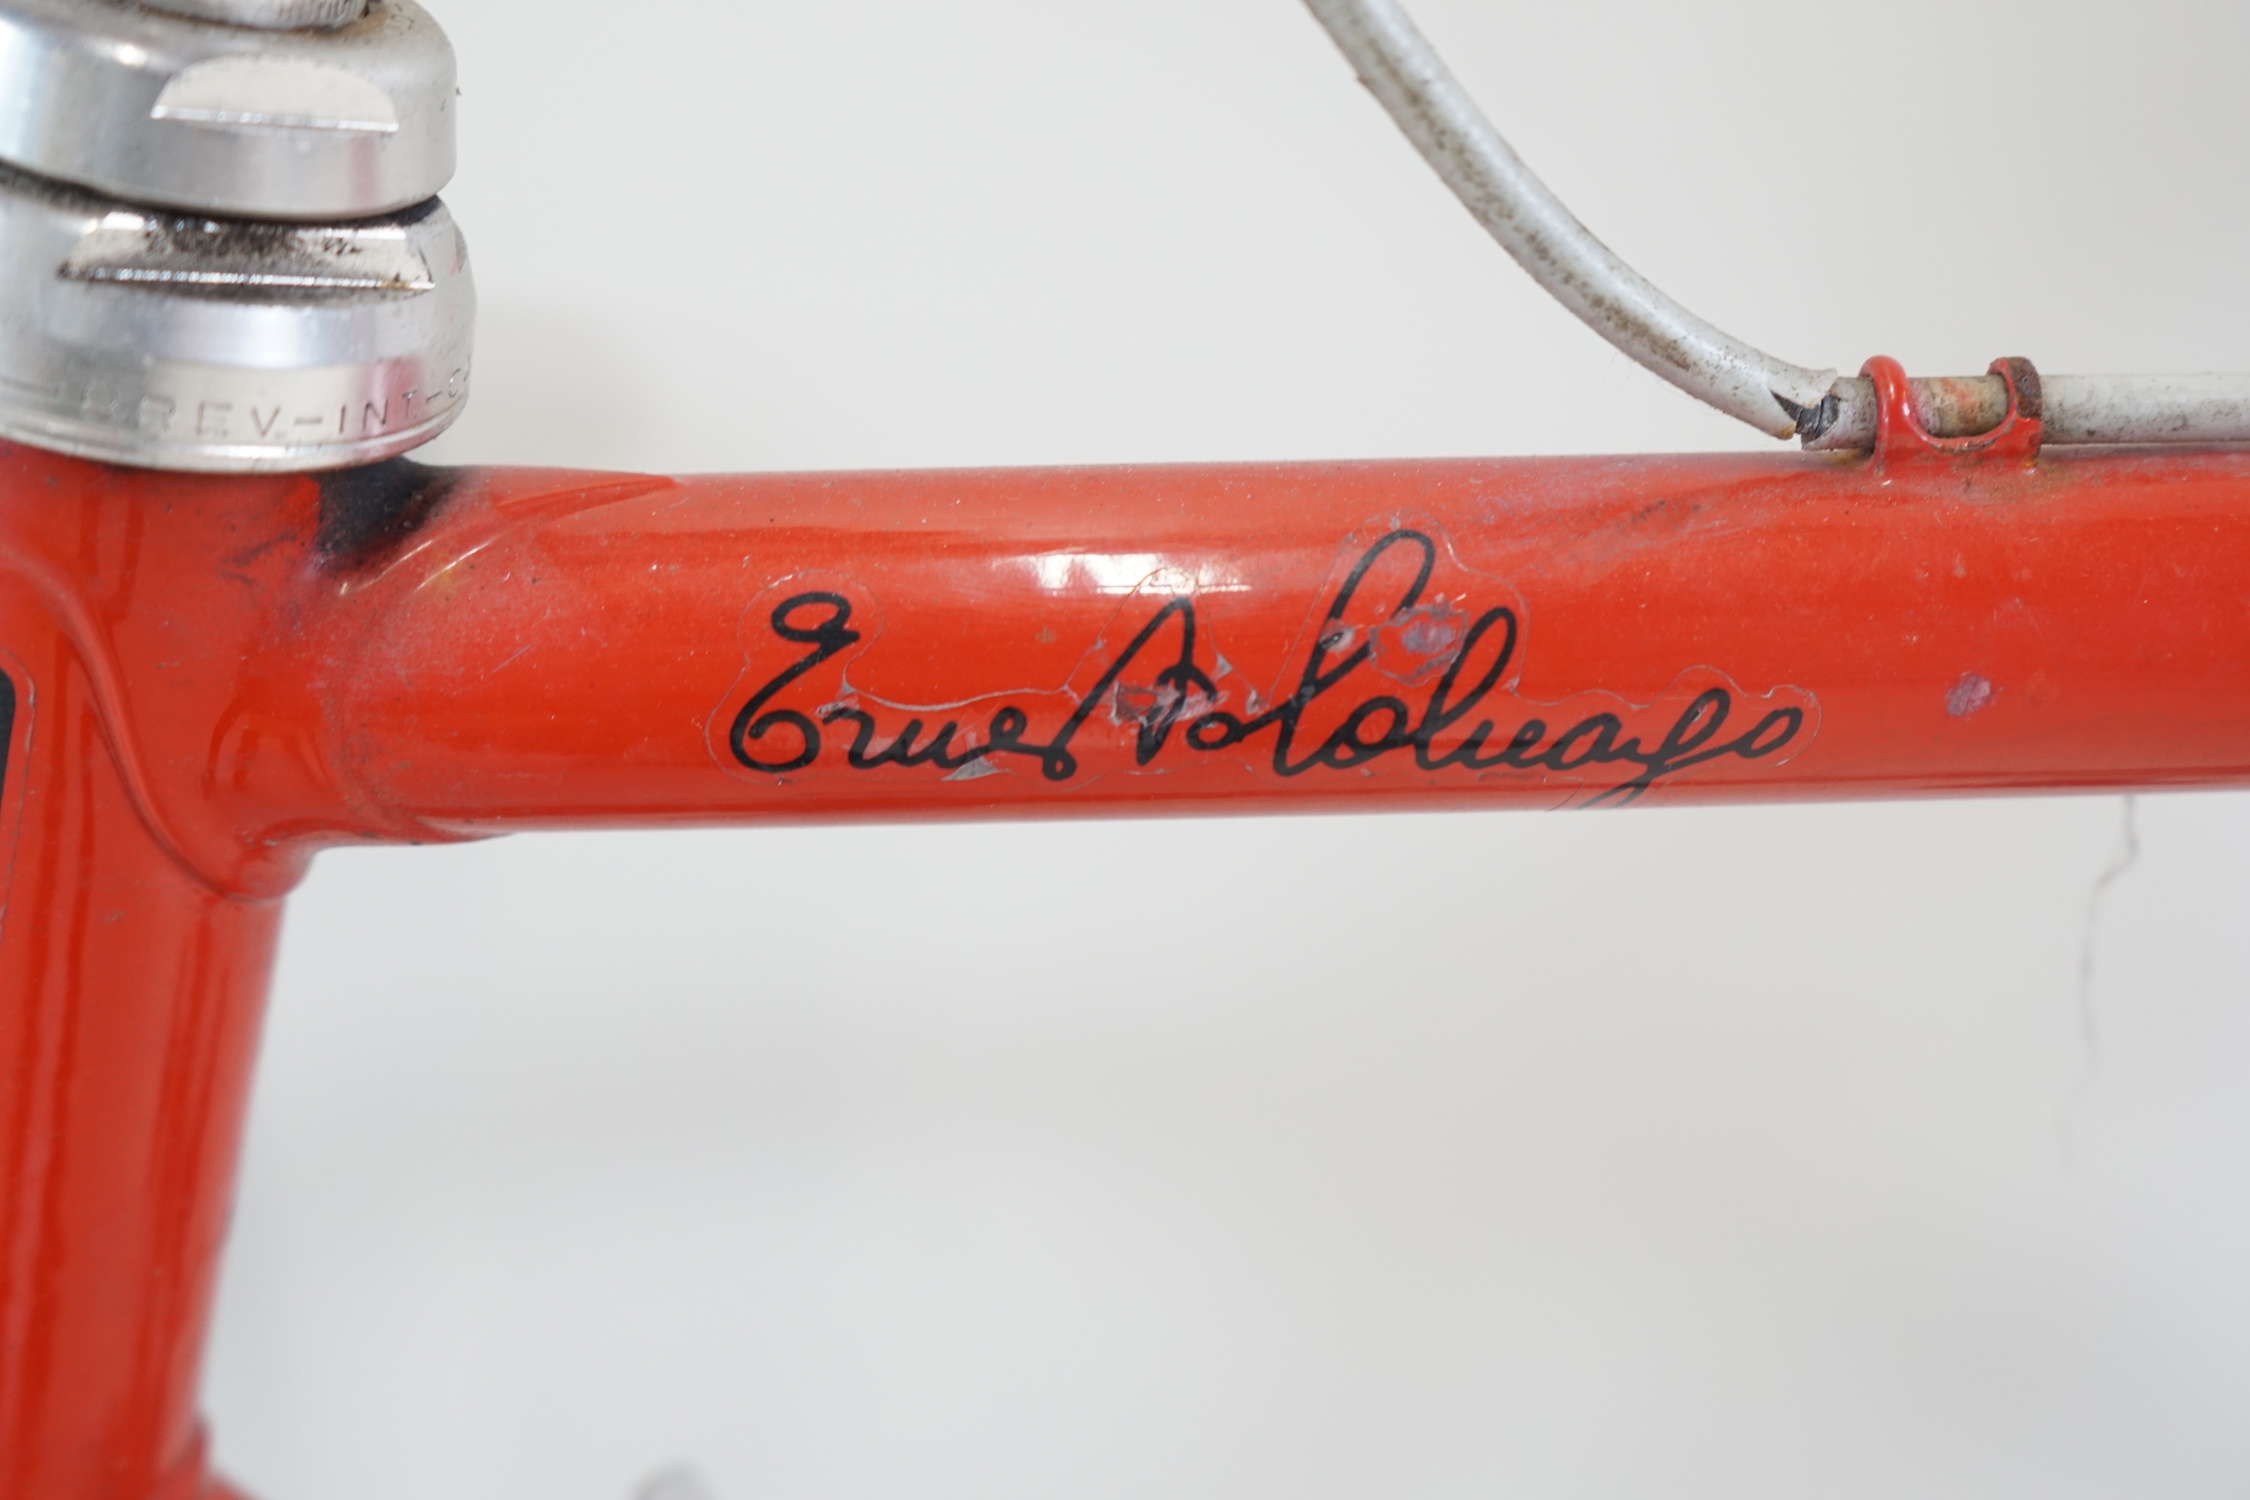 BREV-INT.-C
Ernesto Colnago